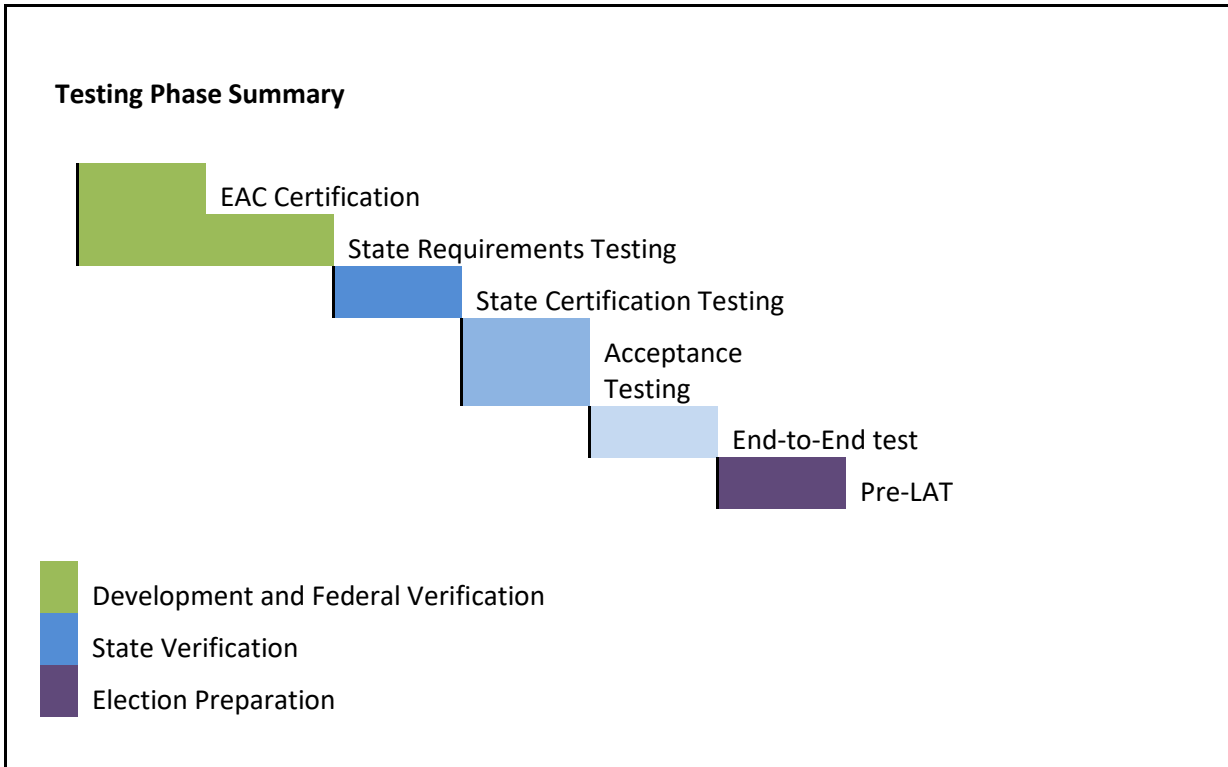 Testing Phase Summary
EAC Certification
State Requirements Testing
State Certification Testing
Acceptance
Testing
End-to-End test
Pre-LAT
Development and Federal Verification
State Verification
Election Preparation